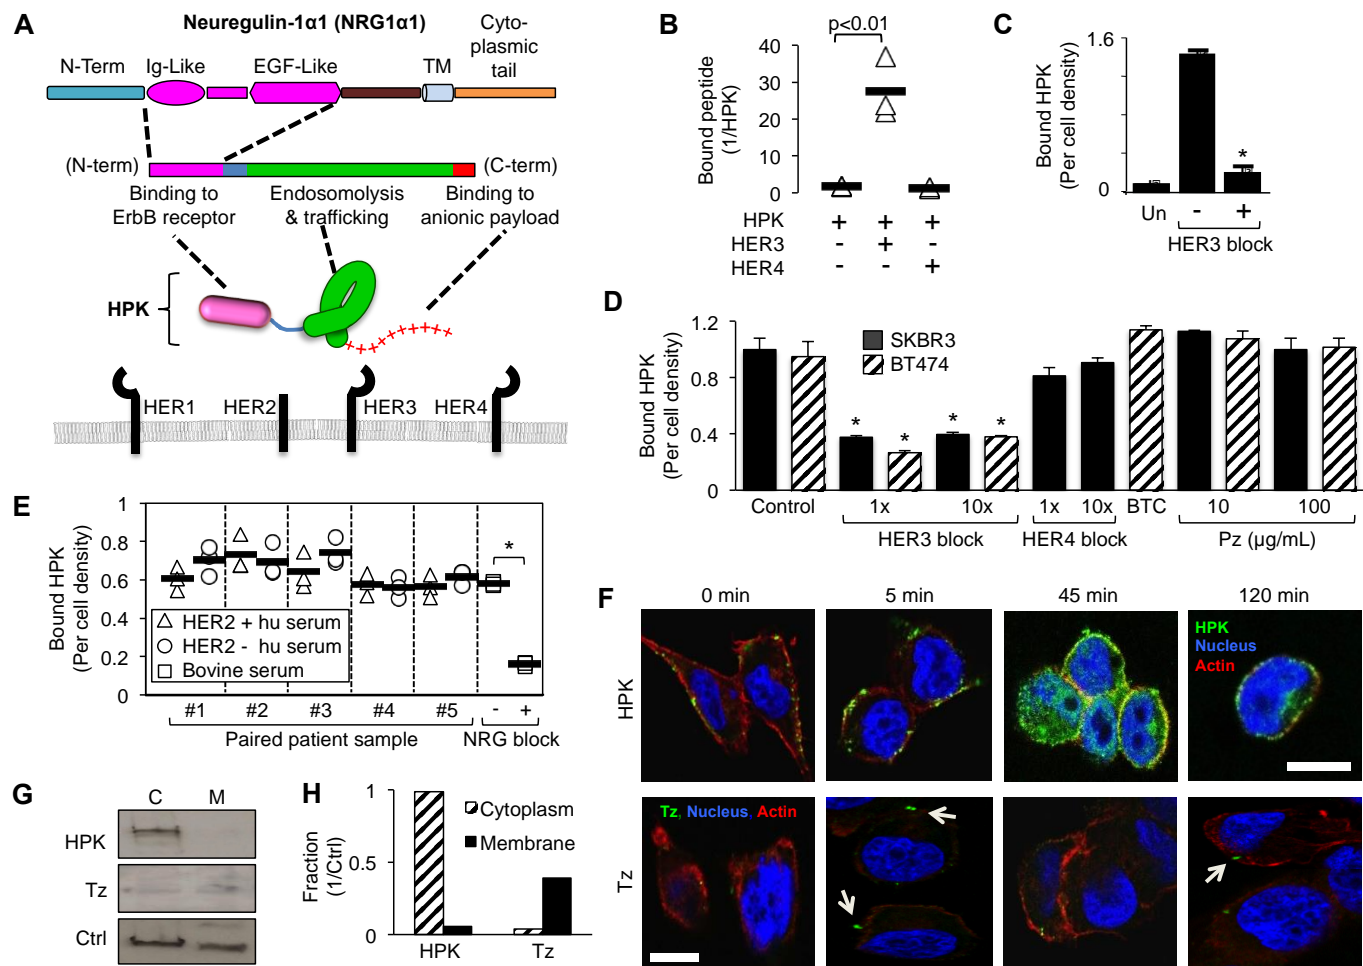 A
Neuregulin-1α1 (NRG1α1)
Cyto-
plasmic
tail
N-Term
Ig-Like
EGF-Like
TM
(N-term)
(C-term)
Binding to
ErbB receptor
Endosomolysis
& trafficking
Binding to
anionic payload
HPK
HER1
HER2
HER3
HER4
B
p<0.01
Bound peptide
(1/HPK)
40
30
20
10
0
HPK + + +
HER3 - + -
HER4 - - +
C
Bound HPK
(Per cell density)
1.6
0
*
Un - +
HER3 block
D
Bound HPK
(Per cell density)
1.2
0.8
0.4
0
SKBR3
BT474
* * * *
Control 1x 10x 1x 10x BTC 10 100
HER3 block HER4 block Pz (µg/mL)
E
Bound HPK
(Per cell density)
1
0.8
0.6
0.4
0.2
0
*
HER2 + hu serum
HER2 - hu serum
Bovine serum
#1 #2 #3 #4 #5 - +
Paired patient sample NRG block
F
0 min 5 min 45 min 120 min
HPK
HPK
Nucleus
Actin
Tz
Tz, Nucleus, Actin
G
C M
HPK
Tz
Ctrl
H
Fraction
(1/Ctrl)
1
0.5
0
Cytoplasm
Membrane
HPK Tz